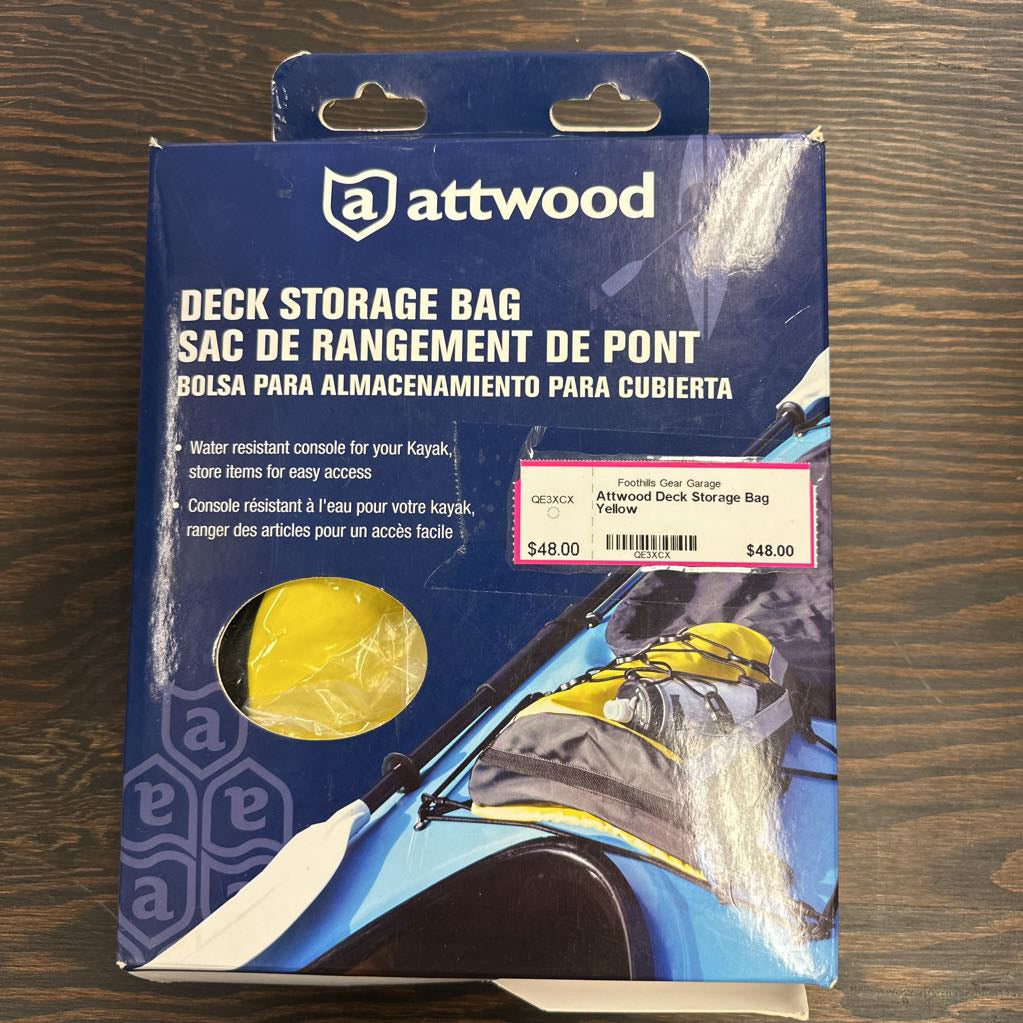 a attwood
DECK STORAGE BAG
SAC DE RANGEMENT DE PONT
BOLSA PARA ALMACENAMIENTO PARA CUBIERTA
• Water resistant console for your Kayak,
store items for easy access
• Console résistant à l'eau pour votre kayak,
ranger des articles pour un accès facile
Foothills Gear Garage
QE3XCX
Attwood Deck Storage Bag
Yellow
QE3XCX
$48.00
$48.00
a
a a
a a